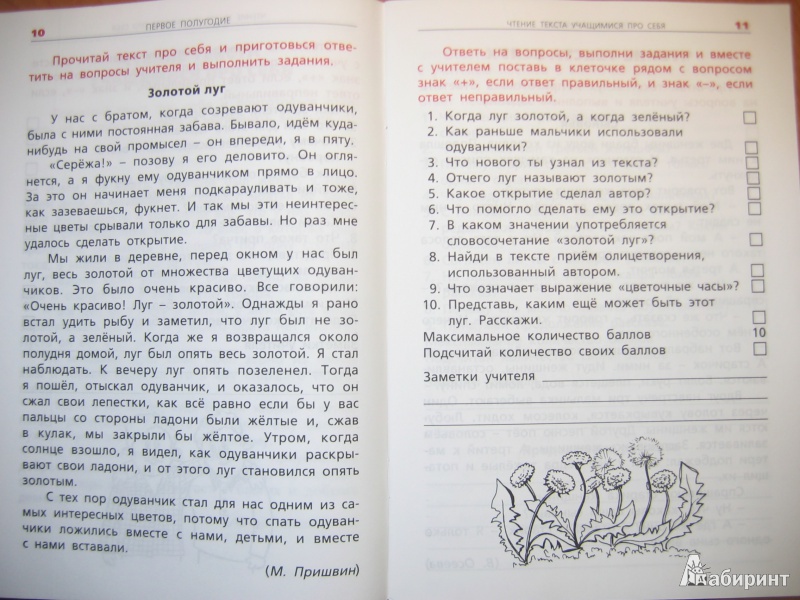 10 ПЕРВОЕ ПОЛУГОДИЕ
Прочитай текст про себя и приготовься отве-
тить на вопросы учителя и выполнить задания.
Золотой луг
У нас с братом, когда созревают одуванчики,
была с ними постоянная забава. Бывало, идём куда-
нибудь на свой промысел – он впереди, я в пяту.
«Серёжа!» – позову я его деловито. Он огля-
нется, а я фукну ему одуванчиком прямо в лицо.
За это он начинает меня подкарауливать и тоже,
как зазеваешься, фукнет. И так мы эти неинтерес-
ные цветы срывали только для забавы. Но раз мне
удалось сделать открытие.
Мы жили в деревне, перед окном у нас был
луг, весь золотой от множества цветущих одуван-
чиков. Это было очень красиво. Все говорили:
«Очень красиво! Луг – золотой». Однажды я рано
встал удить рыбу и заметил, что луг был не зо-
лотой, а зелёный. Когда же я возвращался около
полудня домой, луг был опять весь золотой. Я стал
наблюдать. К вечеру луг опять позеленел. Тогда
я пошёл, отыскал одуванчик, и оказалось, что он
сжал свои лепестки, как всё равно если бы у вас
пальцы со стороны ладони были жёлтые и, сжав
в кулак, мы закрыли бы жёлтое. Утром, когда
солнце взошло, я видел, как одуванчики раскры-
вают свои ладони, и от этого луг становился опять
золотым.
С тех пор одуванчик стал для нас одним из са-
мых интересных цветов, потому что спать одуван-
чики ложились вместе с нами, детьми, и вместе
с нами вставали.
(М. Пришвин)
ЧТЕНИЕ ТЕКСТА УЧАЩИМИСЯ ПРО СЕБЯ 11
Ответь на вопросы, выполни задания и вместе
с учителем поставь в клеточке рядом с вопросом
знак «+», если ответ правильный, и знак «–», если
ответ неправильный.
1. Когда луг золотой, а когда зелёный?
2. Как раньше мальчики использовали
одуванчики?
3. Что нового ты узнал из текста?
4. Отчего луг называют золотым?
5. Какое открытие сделал автор?
6. Что помогло сделать ему это открытие?
7. В каком значении употребляется
словосочетание «золотой луг»?
8. Найди в тексте приём олицетворения,
использованный автором.
9. Что означает выражение «цветочные часы»?
10. Представь, каким ещё может быть этот
луг. Расскажи.
Максимальное количество баллов 10
Подсчитай количество своих баллов
Заметки учителя
Лабиринт